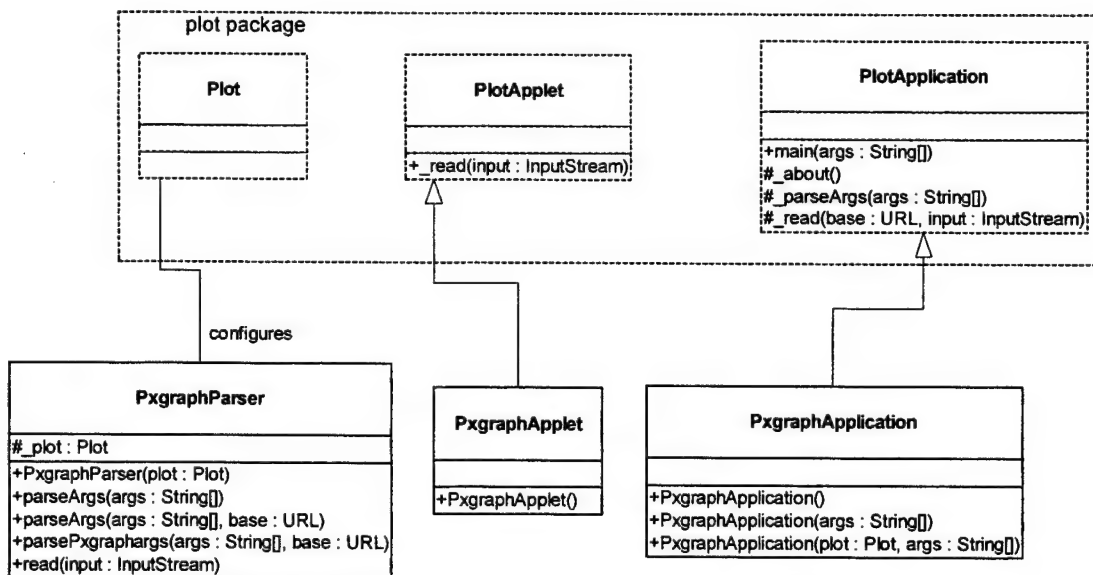 plot package
Plot
PlotApplet
+_read(input : InputStream)
PlotApplication
+main(args : String[])
#_about()
#_parseArgs(args : String[])
#_read(base : URL, input : InputStream)
configures
PxgraphParser
#_plot : Plot
+PxgraphParser(plot : Plot)
+parseArgs(args : String[])
+parseArgs(args : String[], base : URL)
+parsePxgraphargs(args : String[], base : URL)
+read(input : InputStream)
PxgraphApplet
+PxgraphApplet()
PxgraphApplication
+PxgraphApplication()
+PxgraphApplication(args : String[])
+PxgraphApplication(plot : Plot, args : String[])